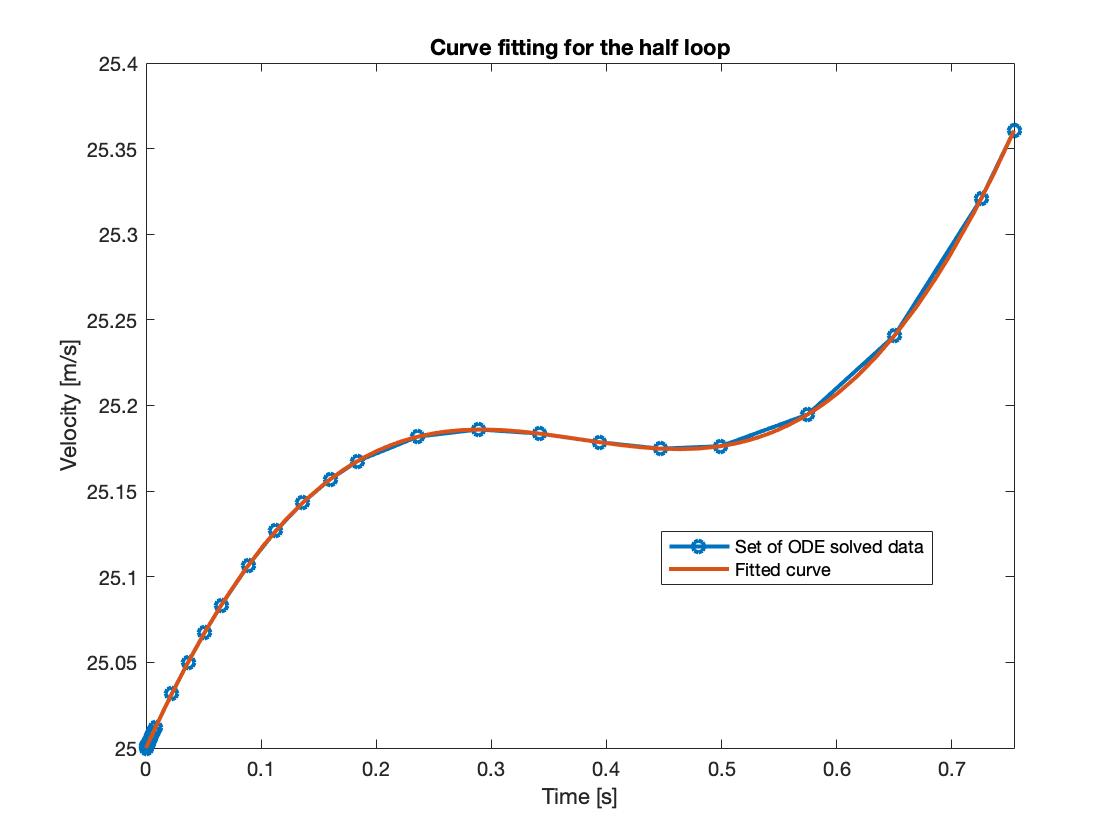 Curve fitting for the half loop
25.4
25.35
25.3
25.25
25.2
25.15
25.1
25.05
25
Velocity [m/s]
Set of ODE solved data
Fitted curve
0 0.1 0.2 0.3 0.4 0.5 0.6 0.7
Time [s]